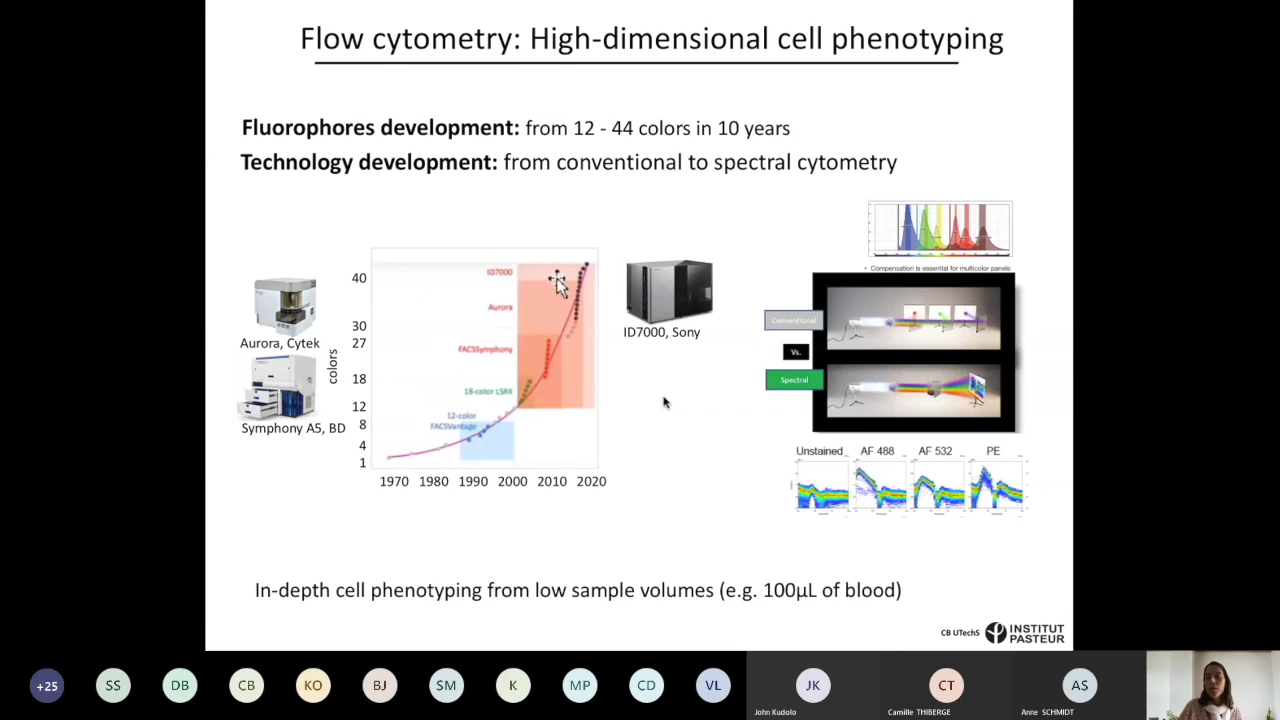 Flow cytometry: High-dimensional cell phenotyping
Fluorophores development: from 12 - 44 colors in 10 years
Technology development: from conventional to spectral cytometry
Aurora, Cytek
Symphony A5, BD
colors
40
30
27
18
12
8
4
1
ID7000
Aurora
FACSSymphony
18-color LSRII
12-color
FACSVantage
1970 1980 1990 2000 2010 2020
ID7000, Sony
• Compensation is essential for multicolor panels
Conventional
Vs.
Spectral
Unstained AF 488 AF 532 PE
In-depth cell phenotyping from low sample volumes (e.g. 100µL of blood)
CB UTechS
INSTITUT
PASTEUR
+25 SS DB CB KO BJ SM K MP CD VL JK CT AS
John Kudolo Camille THIBERGE Anne SCHMIDT